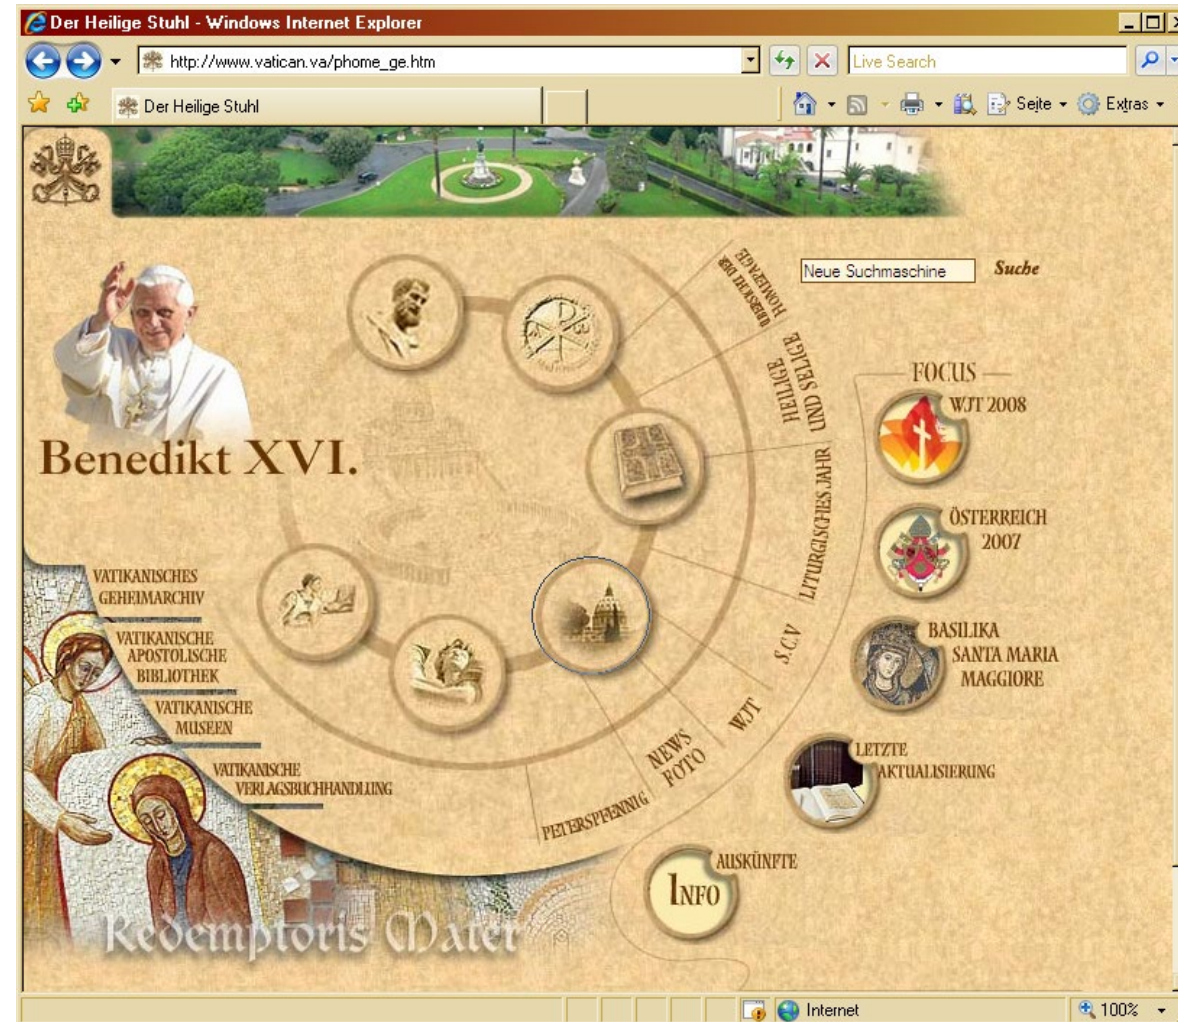 Der Heilige Stuhl - Windows Internet Explorer
http://www.vatican.va/phome_ge.htm
Live Search
Der Heilige Stuhl
Seite
Extras
Neue Suchmaschine
Suche
ÜBERSICHT DER
HOMEPAGE
HEILIGE
UND SELIGE
LITURGISCHES JAHR
S.C.V
WJT
NEWS
FOTO
PETERSPFENNIG
Benedikt XVI.
FOCUS
WJT 2008
ÖSTERREICH
2007
BASILIKA
SANTA MARIA
MAGGIORE
LETZTE
AKTUALISIERUNG
AUSKÜNFTE
INFO
VATIKANISCHES
GEHEIMARCHIV
VATIKANISCHE
APOSTOLISCHE
BIBLIOTHEK
VATIKANISCHE
MUSEEN
VATIKANISCHE
VERLAGSBUCHHANDLUNG
Redemptoris Mater
Internet
100%